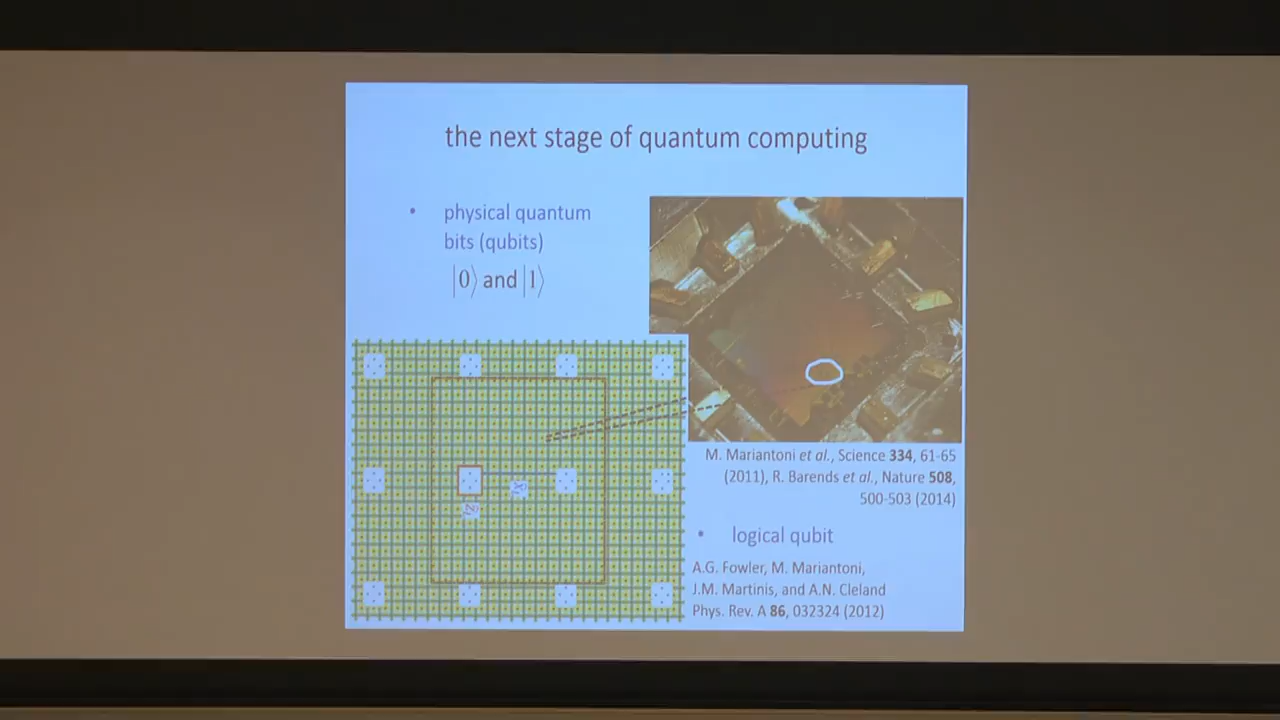 the next stage of quantum computing
• physical quantum
bits (qubits)
|0⟩ and |1⟩
M. Mariantoni et al., Science 334, 61-65
(2011), R. Barends et al., Nature 508,
500-503 (2014)
• logical qubit
A.G. Fowler, M. Mariantoni,
J.M. Martinis, and A.N. Cleland
Phys. Rev. A 86, 032324 (2012)